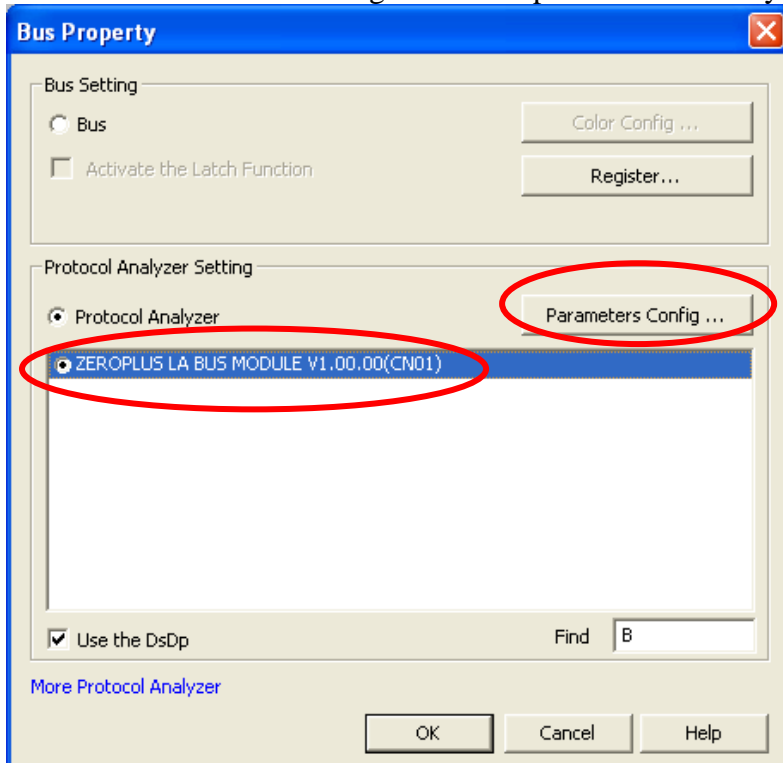 Bus Property
Bus Setting
Bus
Color Config ...
Activate the Latch Function
Register...
Protocol Analyzer Setting
Protocol Analyzer
Parameters Config ...
ZEROPLUS LA BUS MODULE V1.00.00(CN01)
Use the DsDp
Find B
More Protocol Analyzer
OK Cancel Help